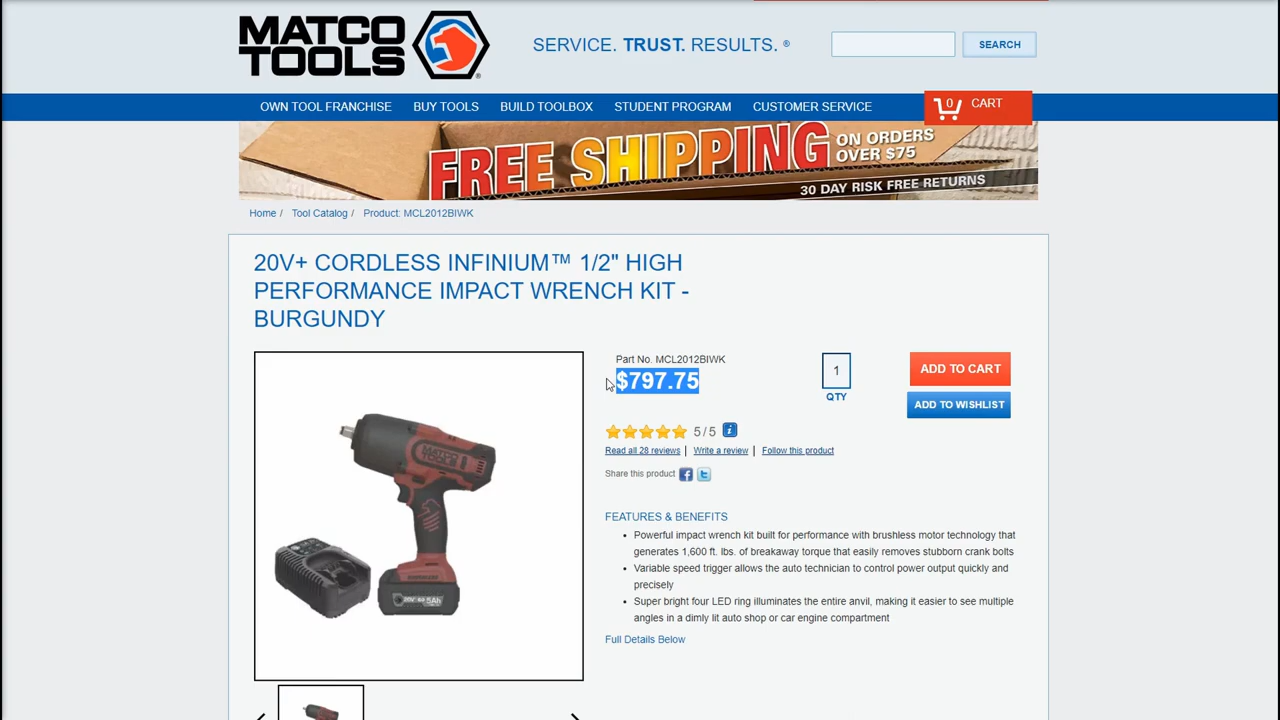 MATCO
TOOLS
SERVICE. TRUST. RESULTS. ®
SEARCH
OWN TOOL FRANCHISE BUY TOOLS BUILD TOOLBOX STUDENT PROGRAM CUSTOMER SERVICE 0 CART
FREE SHIPPING ON ORDERS
OVER $75
30 DAY RISK FREE RETURNS
Home / Tool Catalog / Product: MCL2012BIWK
20V+ CORDLESS INFINIUM™ 1/2" HIGH
PERFORMANCE IMPACT WRENCH KIT -
BURGUNDY
Part No. MCL2012BIWK
$797.75
1
QTY
ADD TO CART
ADD TO WISHLIST
5/5
Read all 28 reviews | Write a review | Follow this product
Share this product
FEATURES & BENEFITS
• Powerful impact wrench kit built for performance with brushless motor technology that
generates 1,600 ft. lbs. of breakaway torque that easily removes stubborn crank bolts
• Variable speed trigger allows the auto technician to control power output quickly and
precisely
• Super bright four LED ring illuminates the entire anvil, making it easier to see multiple
angles in a dimly lit auto shop or car engine compartment
Full Details Below
MATCO
TOOLS
20V 5Ah